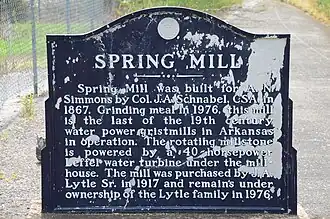 SPRING MILL
Spring Mill was built for A.
Simmons by Col. J.A. Schnabel, CSA in
1867. Grinding meal in 1976, this mill
is the last of the 19th century
water power gristmills in Arkansas
in operation. The rotating millstone
is powered by a 40 horsepower
Leffel water turbine under the mill
house. The mill was purchased by
Lytle Sr. in 1917 and remains under
ownership of the Lytle family in 1976.